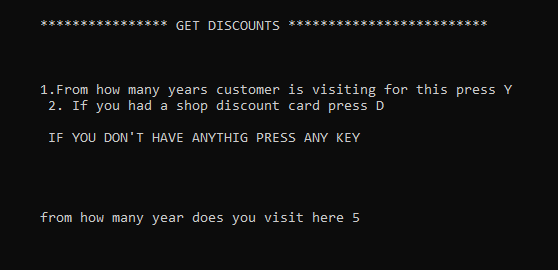 **************** GET DISCOUNTS *************************
1.From how many years customer is visiting for this press Y
2. If you had a shop discount card press D
IF YOU DON'T HAVE ANYTHIG PRESS ANY KEY
from how many year does you visit here 5